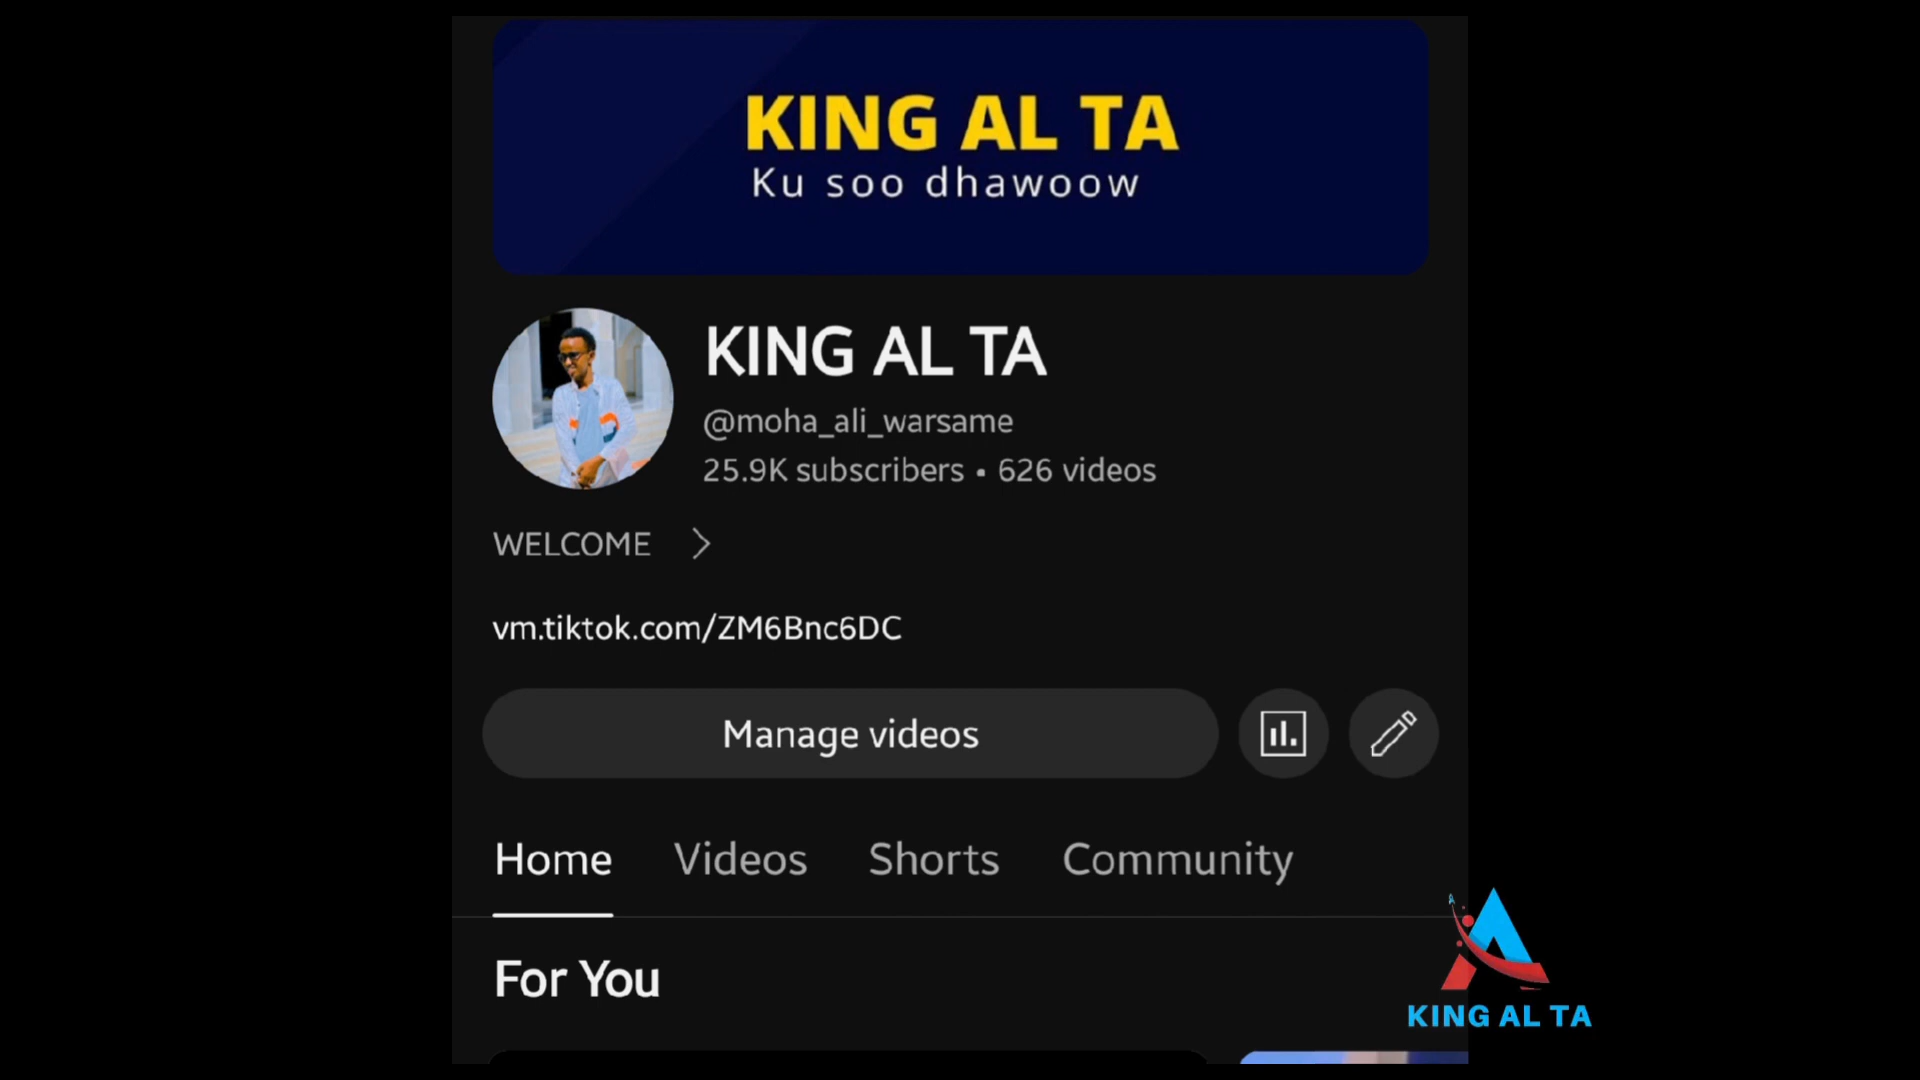 KING AL TA
Ku soo dhawoow
KING AL TA
@moha_ali_warsame
25.9K subscribers • 626 videos
WELCOME
vm.tiktok.com/ZM6Bnc6DC
Manage videos
Home Videos Shorts Community
For You
KING AL TA